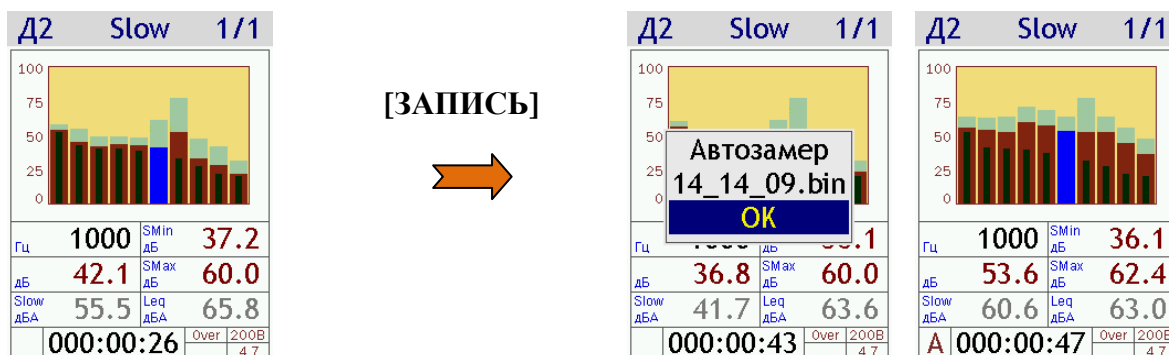 Д2 Slow 1/1
100
75
50
25
0
Гц 1000 SMin дБ 37.2
дБ 42.1 SMax дБ 60.0
Slow дБА 55.5 Leq дБА 65.8
000:00:26 Over 200В 4.7
[ЗАПИСЬ]
Д2 Slow 1/1
100
75
50
25
0
Автозамер
14_14_09.bin
OK
Гц 1000 дБ .1
дБ 36.8 SMax дБ 60.0
Slow дБА 41.7 Leq дБА 63.6
000:00:43 Over 200В 4.7
Д2 Slow 1/1
100
75
50
25
0
Гц 1000 SMin дБ 36.1
дБ 53.6 SMax дБ 62.4
Slow дБА 60.6 Leq дБА 63.0
A 000:00:47 Over 200В 4.7